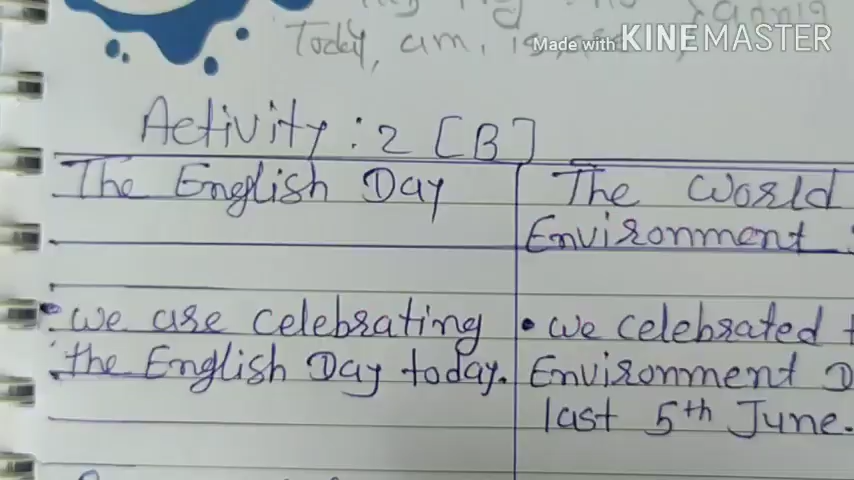 Today, am, is
Made with KINEMASTER
Activity : 2 [B]
The English Day
The World
Environment
• we are celebrating
the English Day today.
• we celebrated
Environment D
last 5th June.